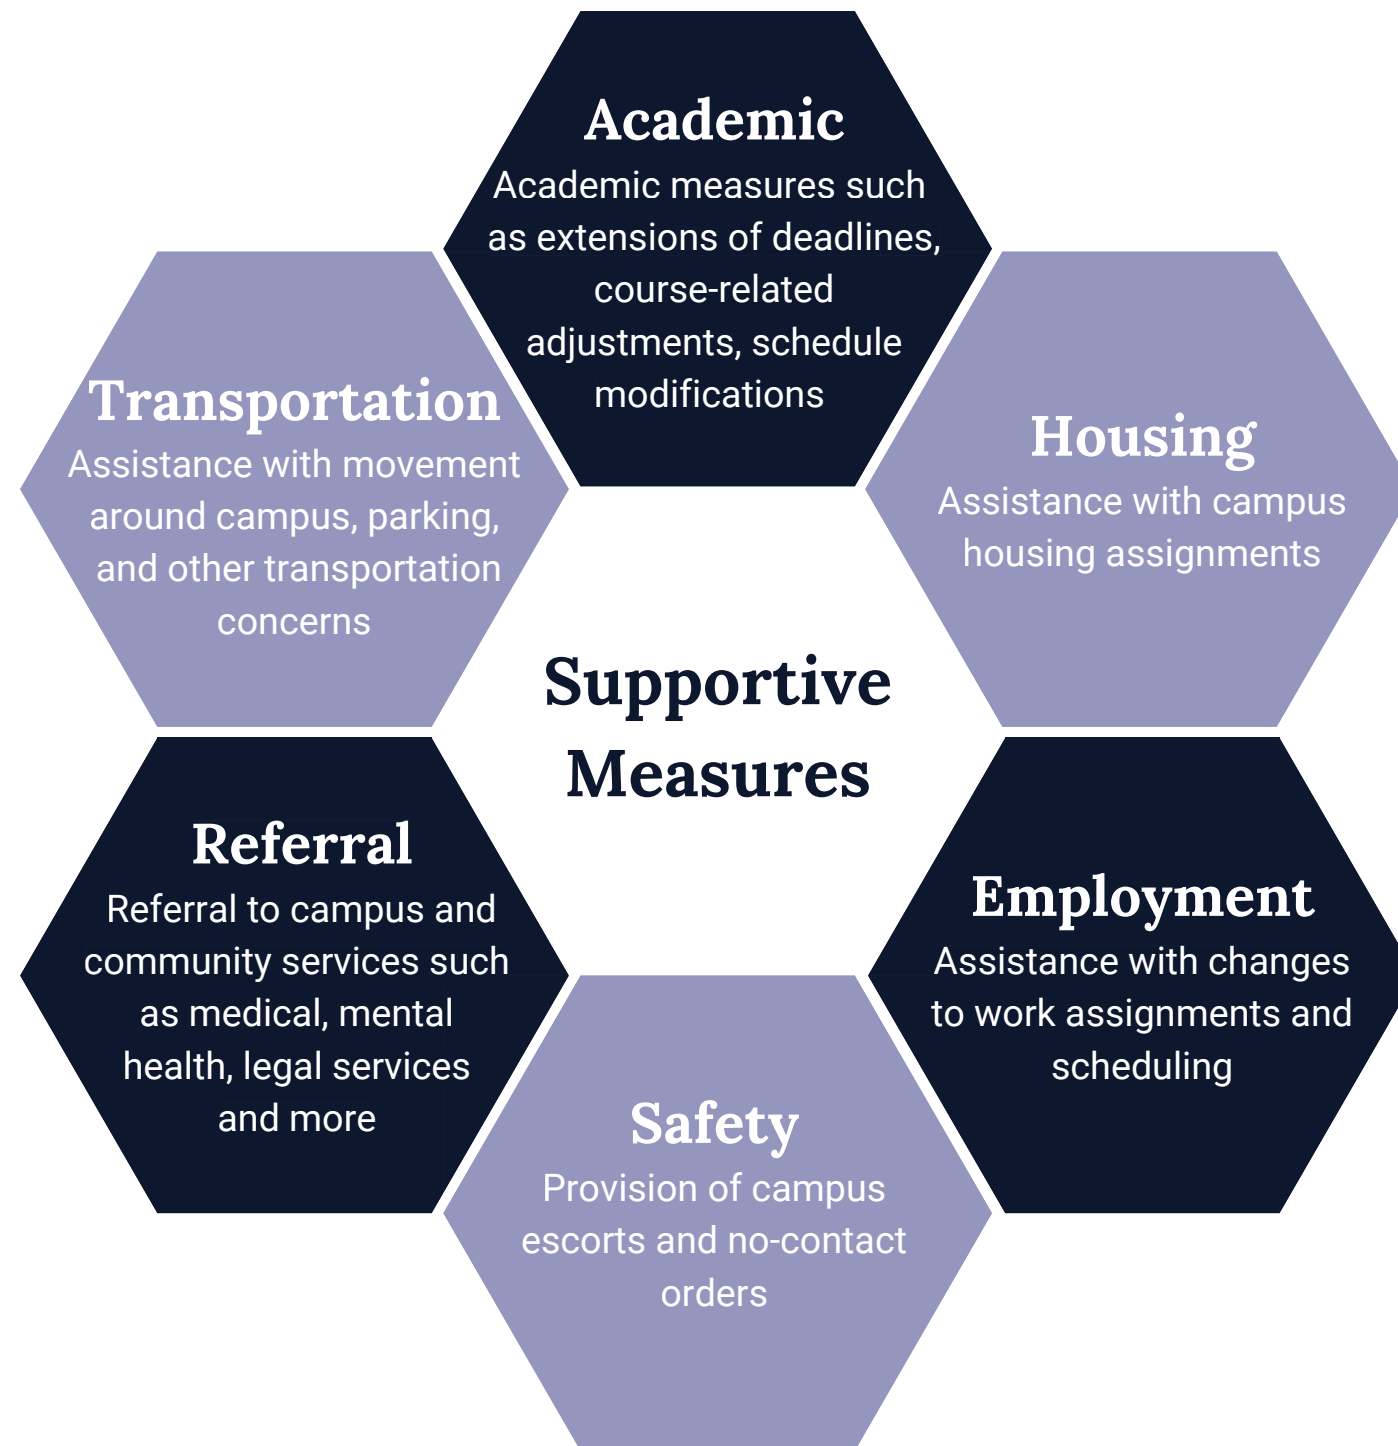 Academic
Academic measures such
as extensions of deadlines,
course-related
adjustments, schedule
modifications
Transportation
Assistance with movement
around campus, parking,
and other transportation
concerns
Housing
Assistance with campus
housing assignments
Supportive
Measures
Referral
Referral to campus and
community services such
as medical, mental
health, legal services
and more
Employment
Assistance with changes
to work assignments and
scheduling
Safety
Provision of campus
escorts and no-contact
orders